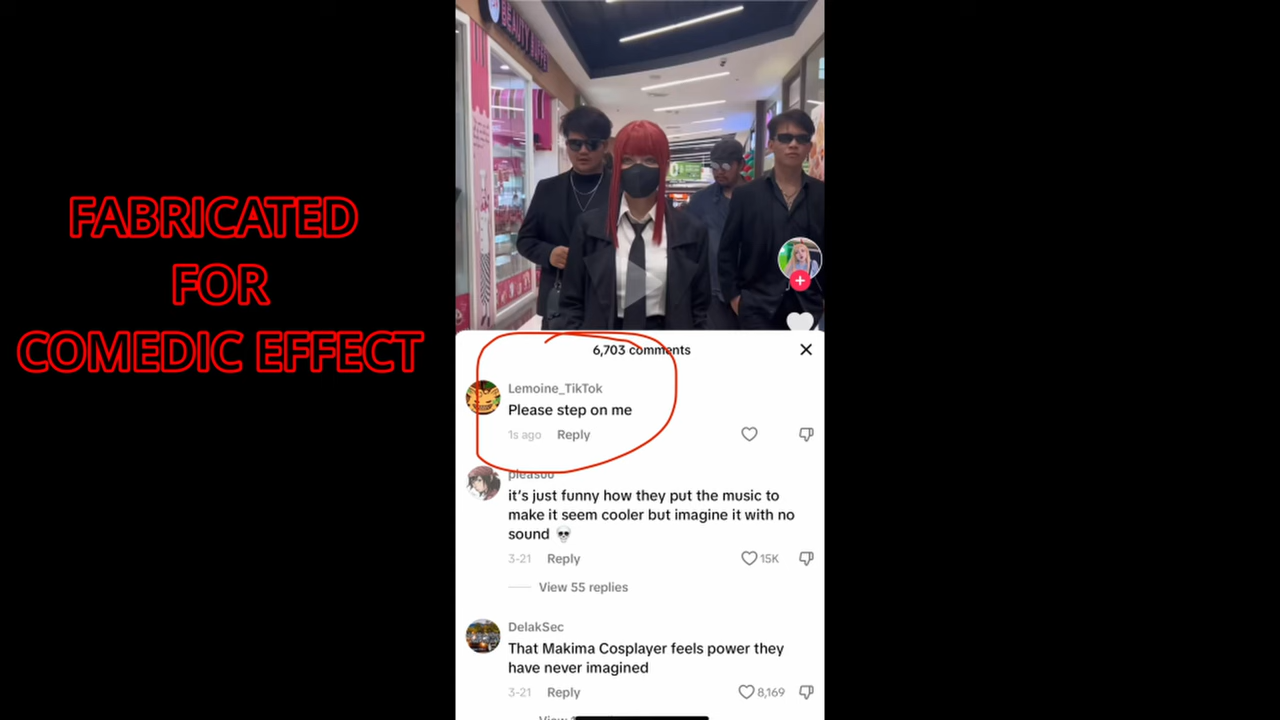 BEAUTY BUFFET
FABRICATED
FOR
COMEDIC EFFECT
6,703 comments
Lemoine_TikTok
Please step on me
1s ago Reply
it's just funny how they put the music to
make it seem cooler but imagine it with no
sound 💀
3-21 Reply 15K
View 55 replies
DelakSec
That Makima Cosplayer feels power they
have never imagined
3-21 Reply 8,169
View